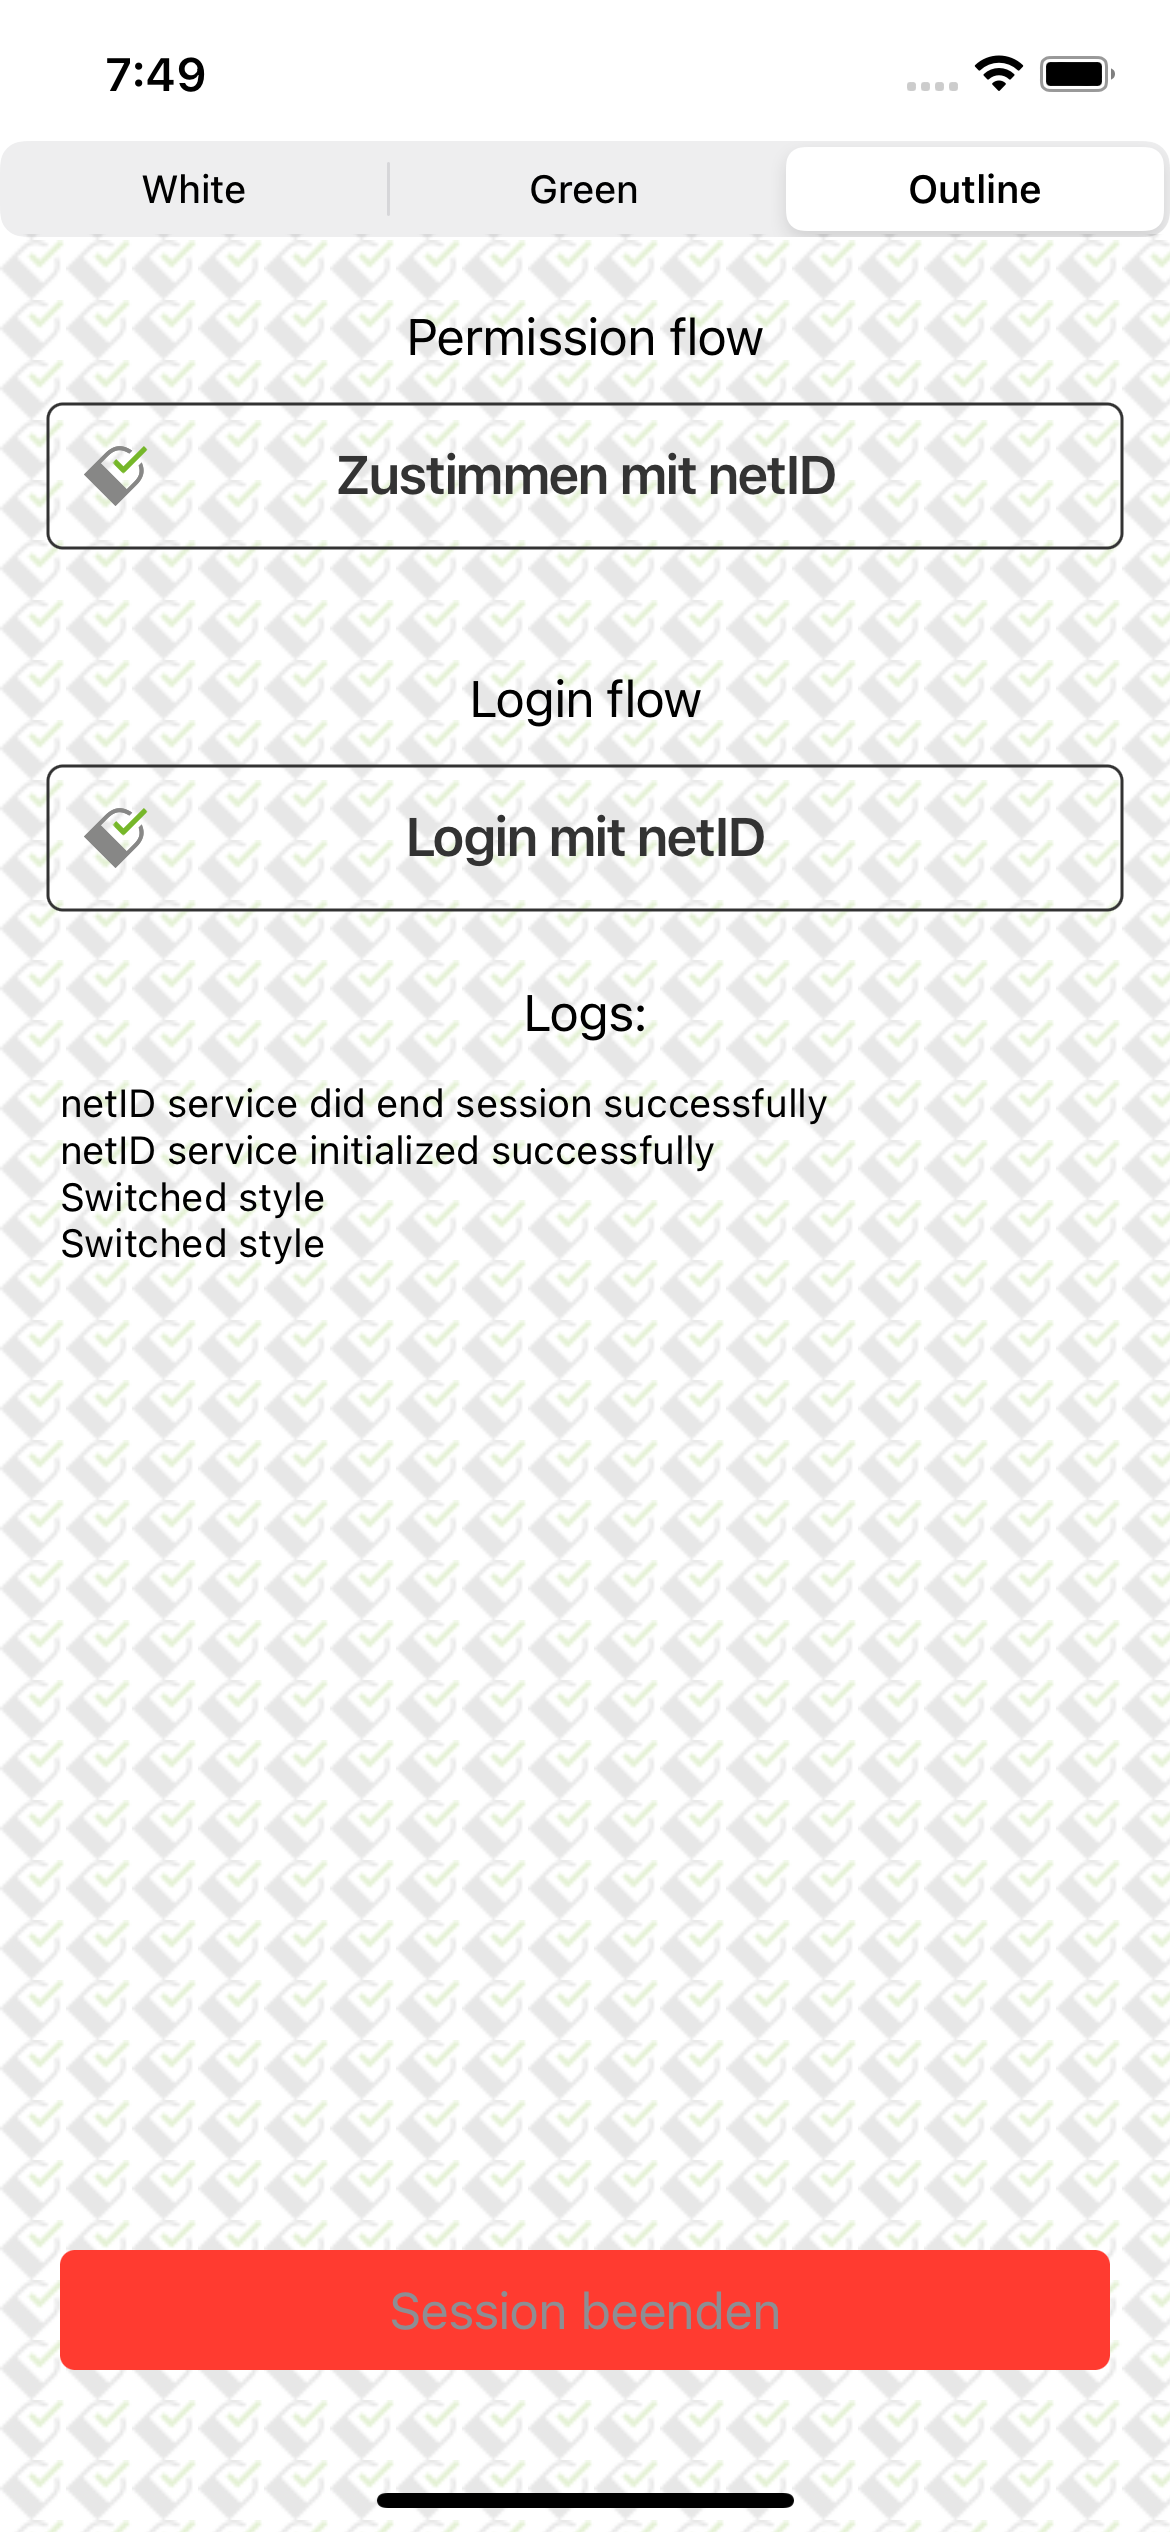 7:49
White
Green
Outline
Permission flow
Zustimmen mit netID
Login flow
Login mit netID
Logs:
netID service did end session successfully
netID service initialized successfully
Switched style
Switched style
Session beenden